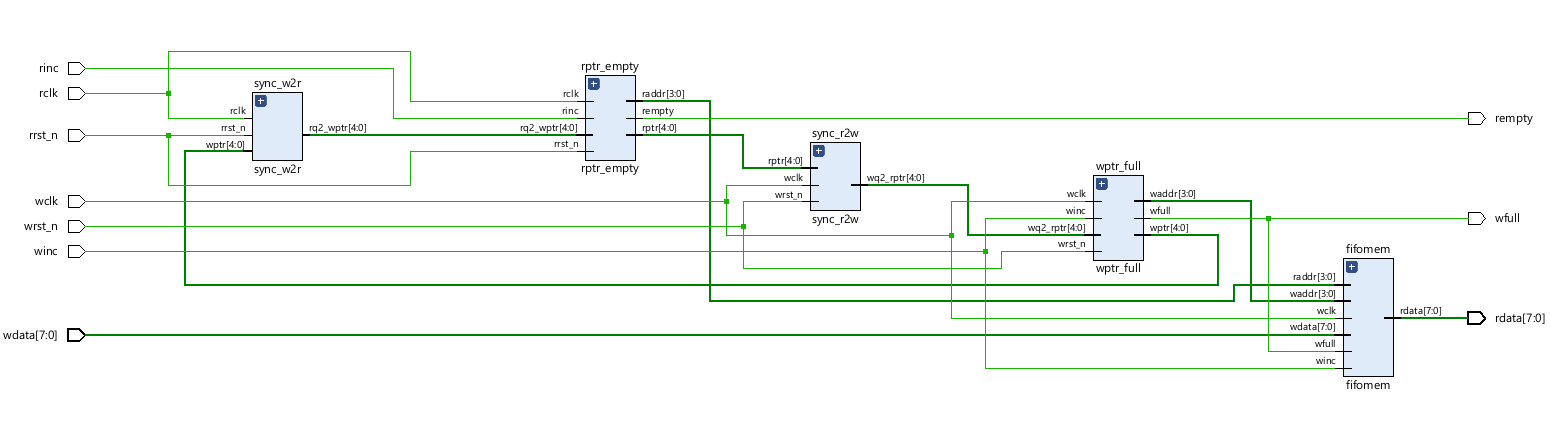 rinc
rclk
rrst_n
wclk
wrst_n
winc
wdata[7:0]
sync_w2r
rclk
rrst_n
wptr[4:0]
rq2_wptr[4:0]
sync_w2r
rptr_empty
rclk
rinc
rq2_wptr[4:0]
rrst_n
raddr[3:0]
rempty
rptr[4:0]
rptr_empty
sync_r2w
rptr[4:0]
wclk
wrst_n
wq2_rptr[4:0]
sync_r2w
wptr_full
wclk
winc
wq2_rptr[4:0]
wrst_n
waddr[3:0]
wfull
wptr[4:0]
wptr_full
fifomem
raddr[3:0]
waddr[3:0]
wclk
wdata[7:0]
wfull
winc
rdata[7:0]
fifomem
rempty
wfull
rdata[7:0]